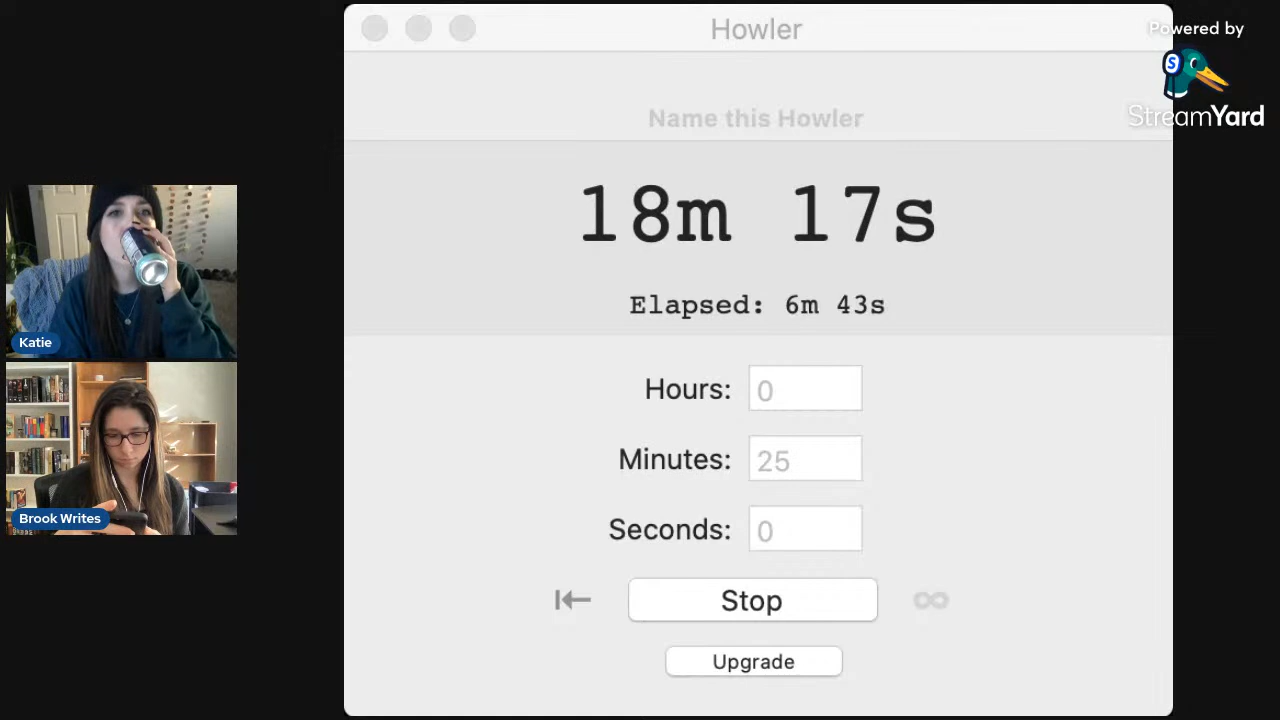 Howler
Powered by
S
StreamYard
Name this Howler
18m 17s
Elapsed: 6m 43s
Katie
Brook Writes
Hours: 0
Minutes: 25
Seconds: 0
Stop
Upgrade